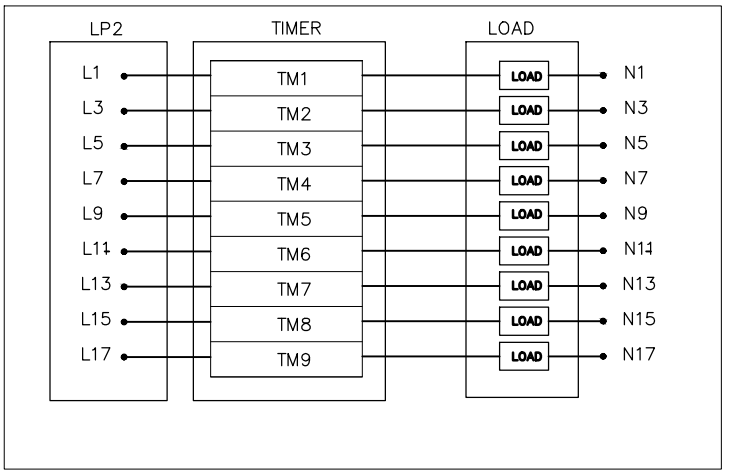 LP2 TIMER LOAD
L1 TM1 LOAD N1
L3 TM2 LOAD N3
L5 TM3 LOAD N5
L7 TM4 LOAD N7
L9 TM5 LOAD N9
L11 TM6 LOAD N11
L13 TM7 LOAD N13
L15 TM8 LOAD N15
L17 TM9 LOAD N17